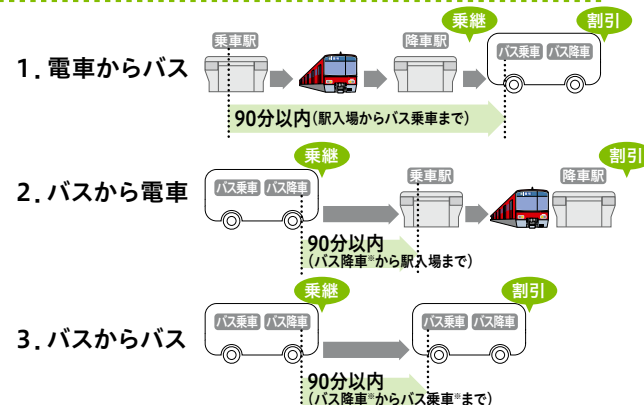 乗継 割引
乗車駅 降車駅 バス乗車 バス降車
1. 電車からバス
90分以内(駅入場からバス乗車まで)
乗継 割引
バス乗車 バス降車 乗車駅 降車駅
2. バスから電車
90分以内
(バス降車※から駅入場まで)
乗継 割引
バス乗車 バス降車 バス乗車 バス降車
3. バスからバス
90分以内
(バス降車※からバス乗車※まで)